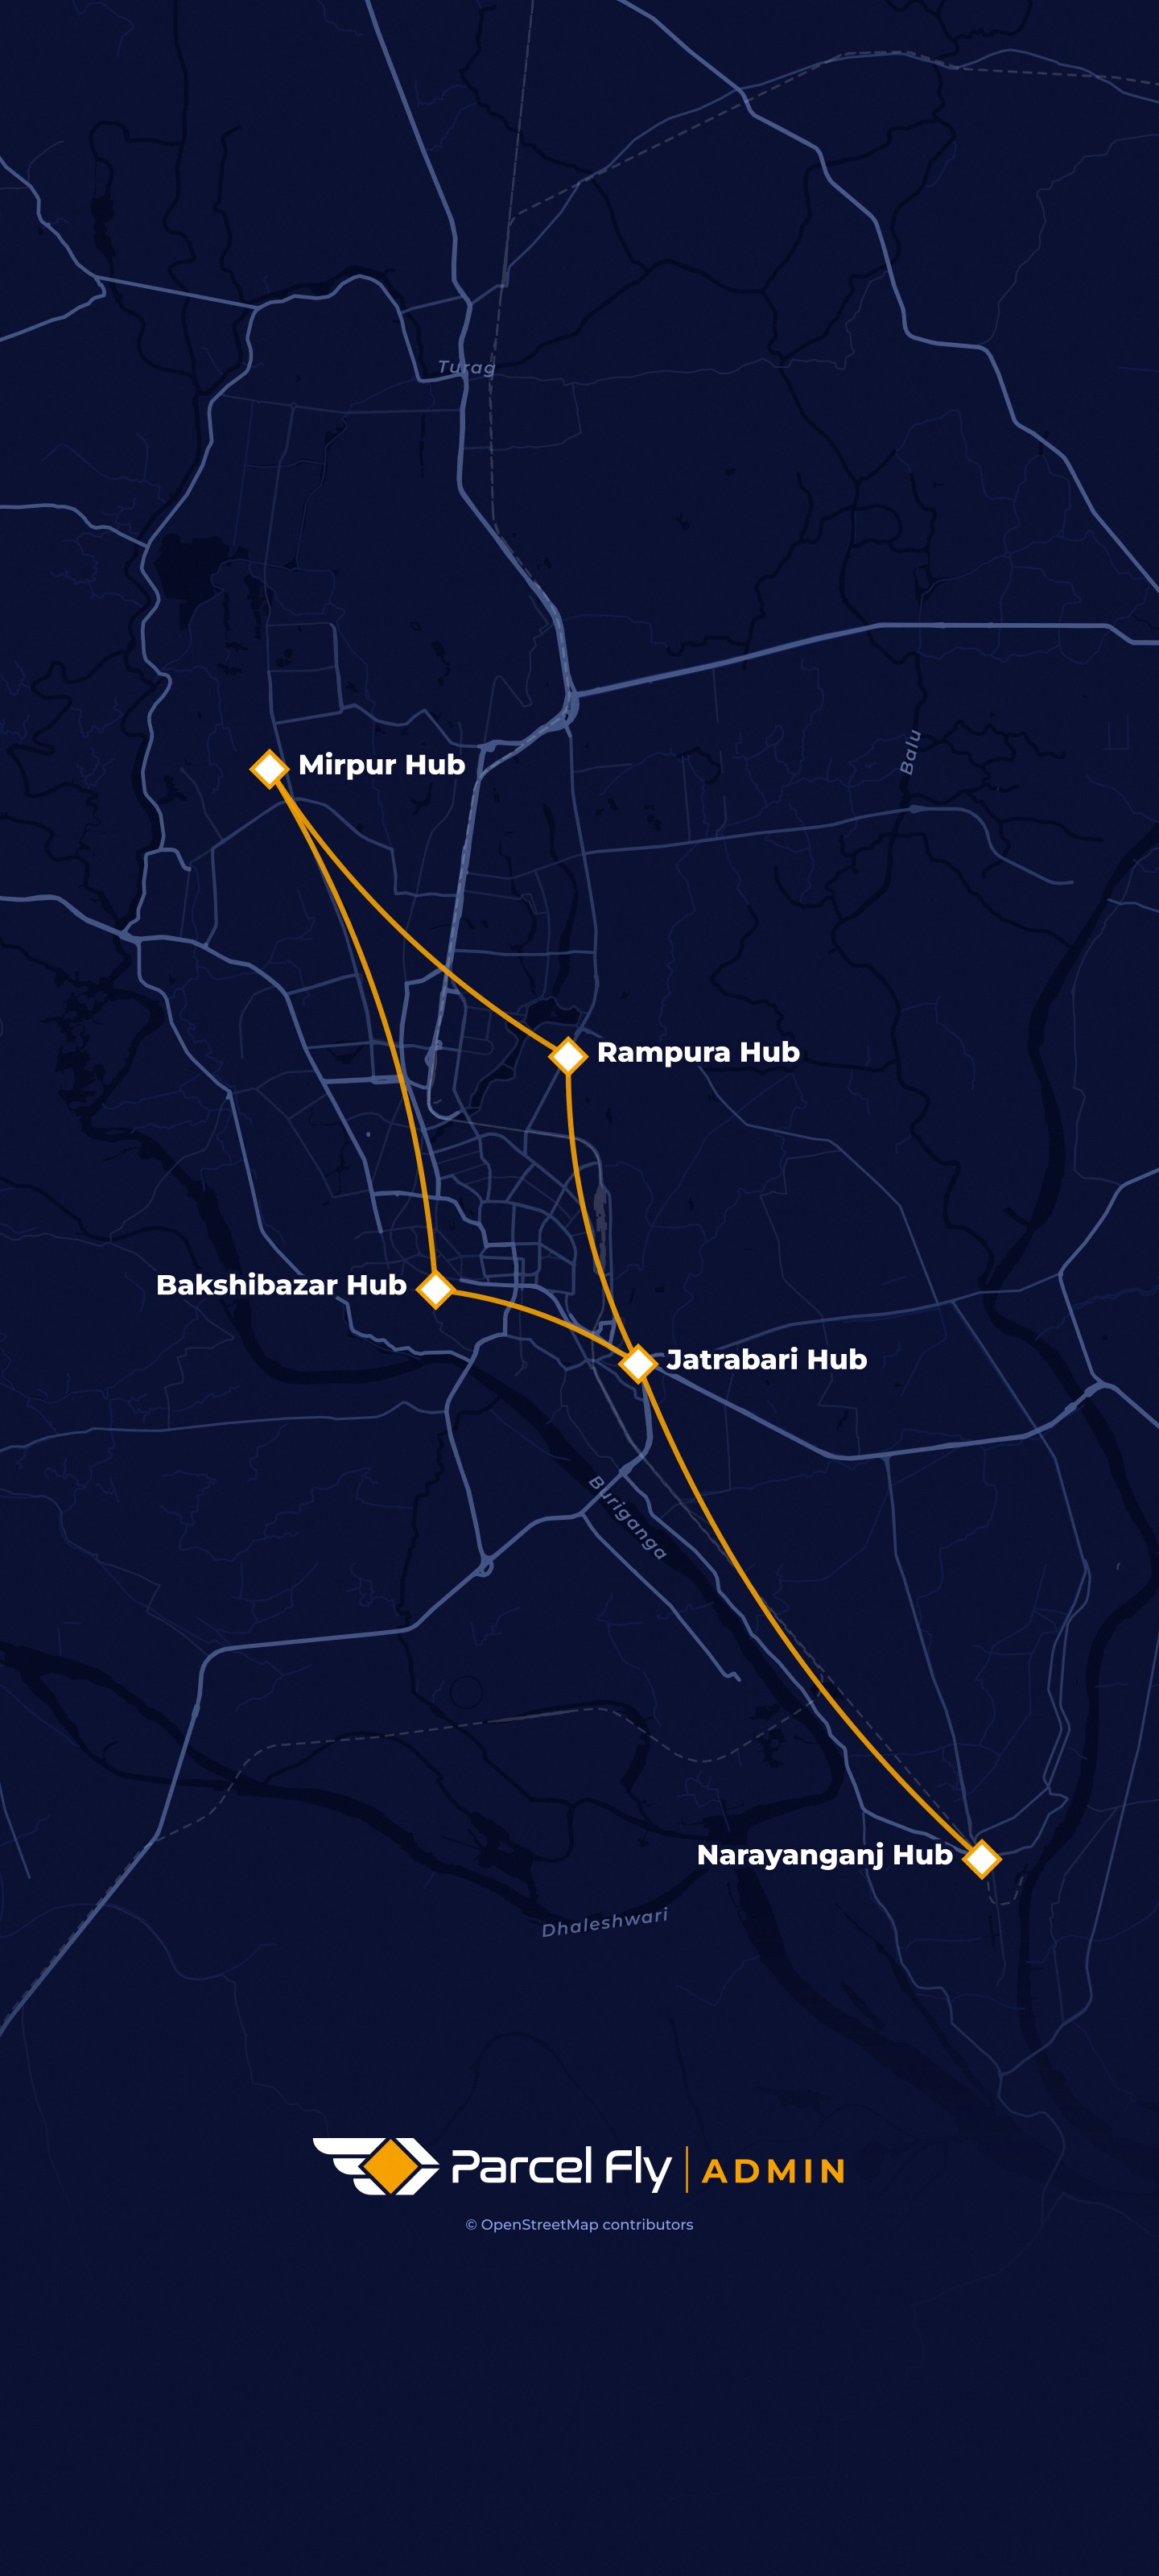 Turag
Balu
Mirpur Hub
Rampura Hub
Bakshibazar Hub
Jatrabari Hub
Buriganga
Narayanganj Hub
Dhaleshwari
Parcel Fly | ADMIN
© OpenStreetMap contributors